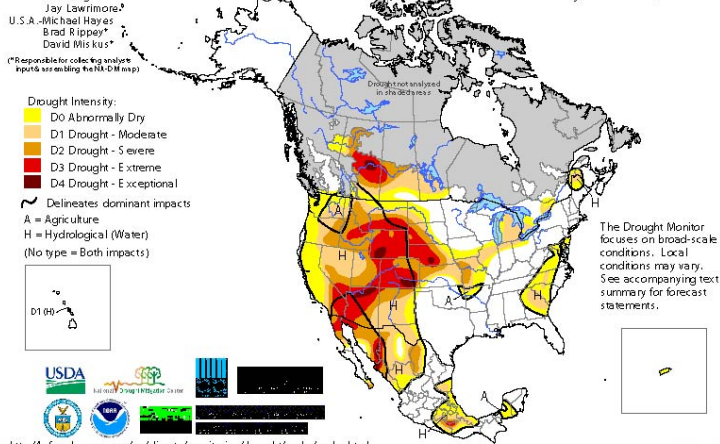 Jay Lawrimore*
U.S.A.-Michael Hayes
Brad Rippey*
David Miskus*
(*Responsible for collecting analysts
input & assembling the NA-DM map)
Drought not analyzed
in shaded areas
Drought Intensity:
D0 Abnormally Dry
D1 Drought - Moderate
D2 Drought - Severe
D3 Drought - Extreme
D4 Drought - Exceptional
Delineates dominant impacts
A = Agriculture
H = Hydrological (Water)
(No type = Both impacts)
A
H
H
H
H
A
H
A
H
H
The Drought Monitor
focuses on broad-scale
conditions. Local
conditions may vary.
See accompanying text
summary for forecast
statements.
D1 (H)
USDA
National Drought Mitigation Center
NOAA